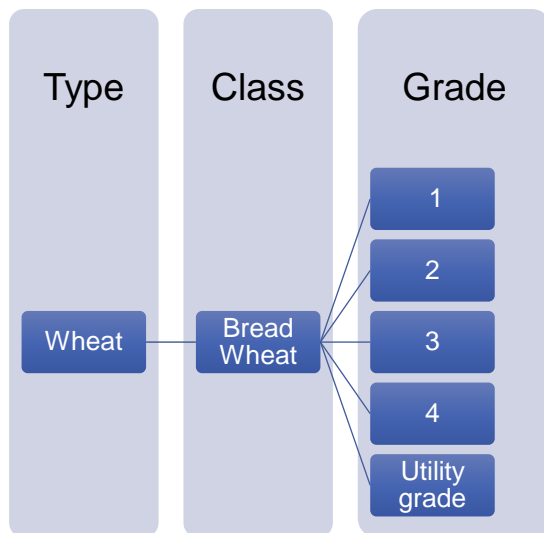 Type
Class
Grade
Wheat
Bread
Wheat
1
2
3
4
Utility
grade